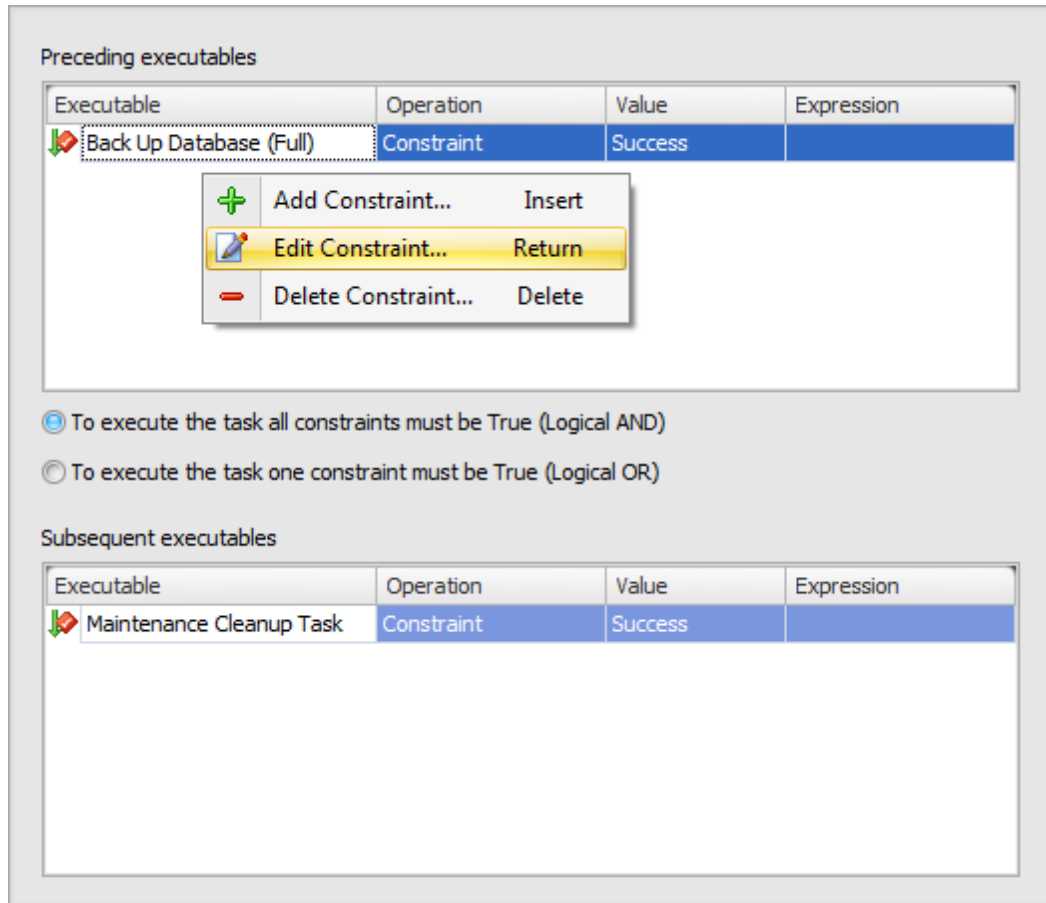 Preceding executables
Executable Operation Value Expression
Back Up Database (Full) Constraint Success
Add Constraint... Insert
Edit Constraint... Return
Delete Constraint... Delete
To execute the task all constraints must be True (Logical AND)
To execute the task one constraint must be True (Logical OR)
Subsequent executables
Executable Operation Value Expression
Maintenance Cleanup Task Constraint Success